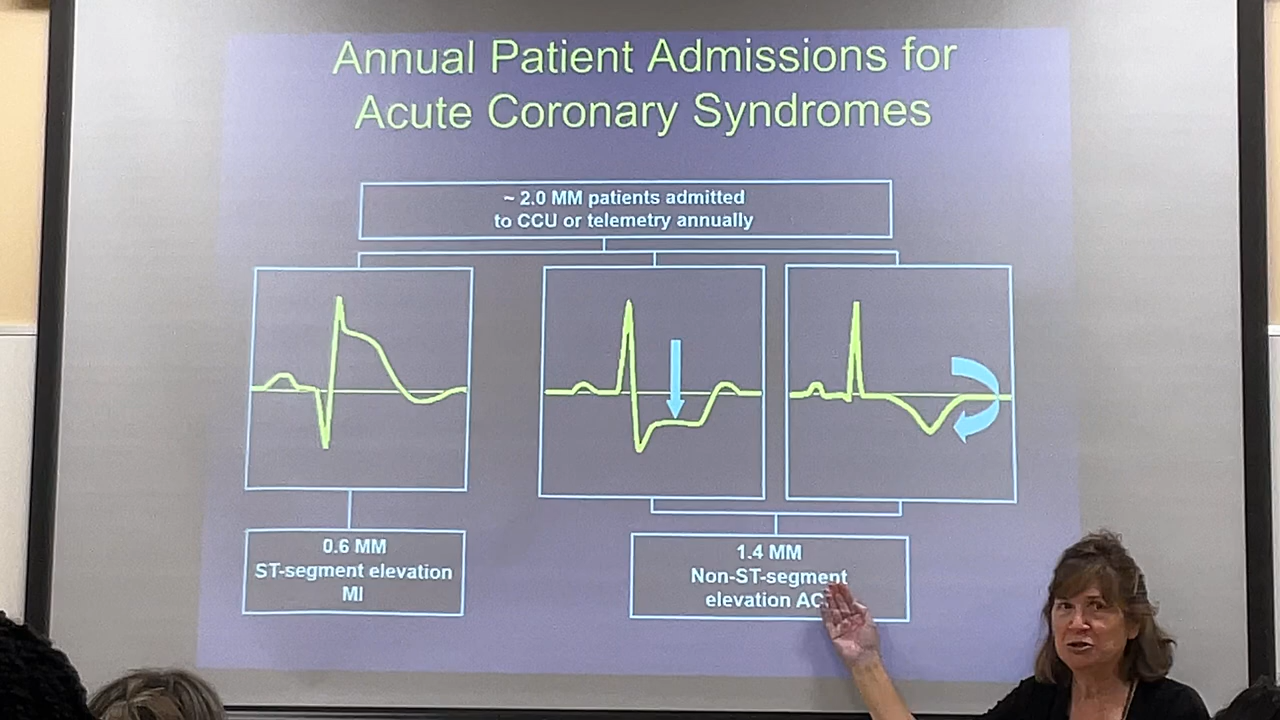 Annual Patient Admissions for
Acute Coronary Syndromes
~ 2.0 MM patients admitted
to CCU or telemetry annually
0.6 MM
ST-segment elevation
MI
1.4 MM
Non-ST-segment
elevation